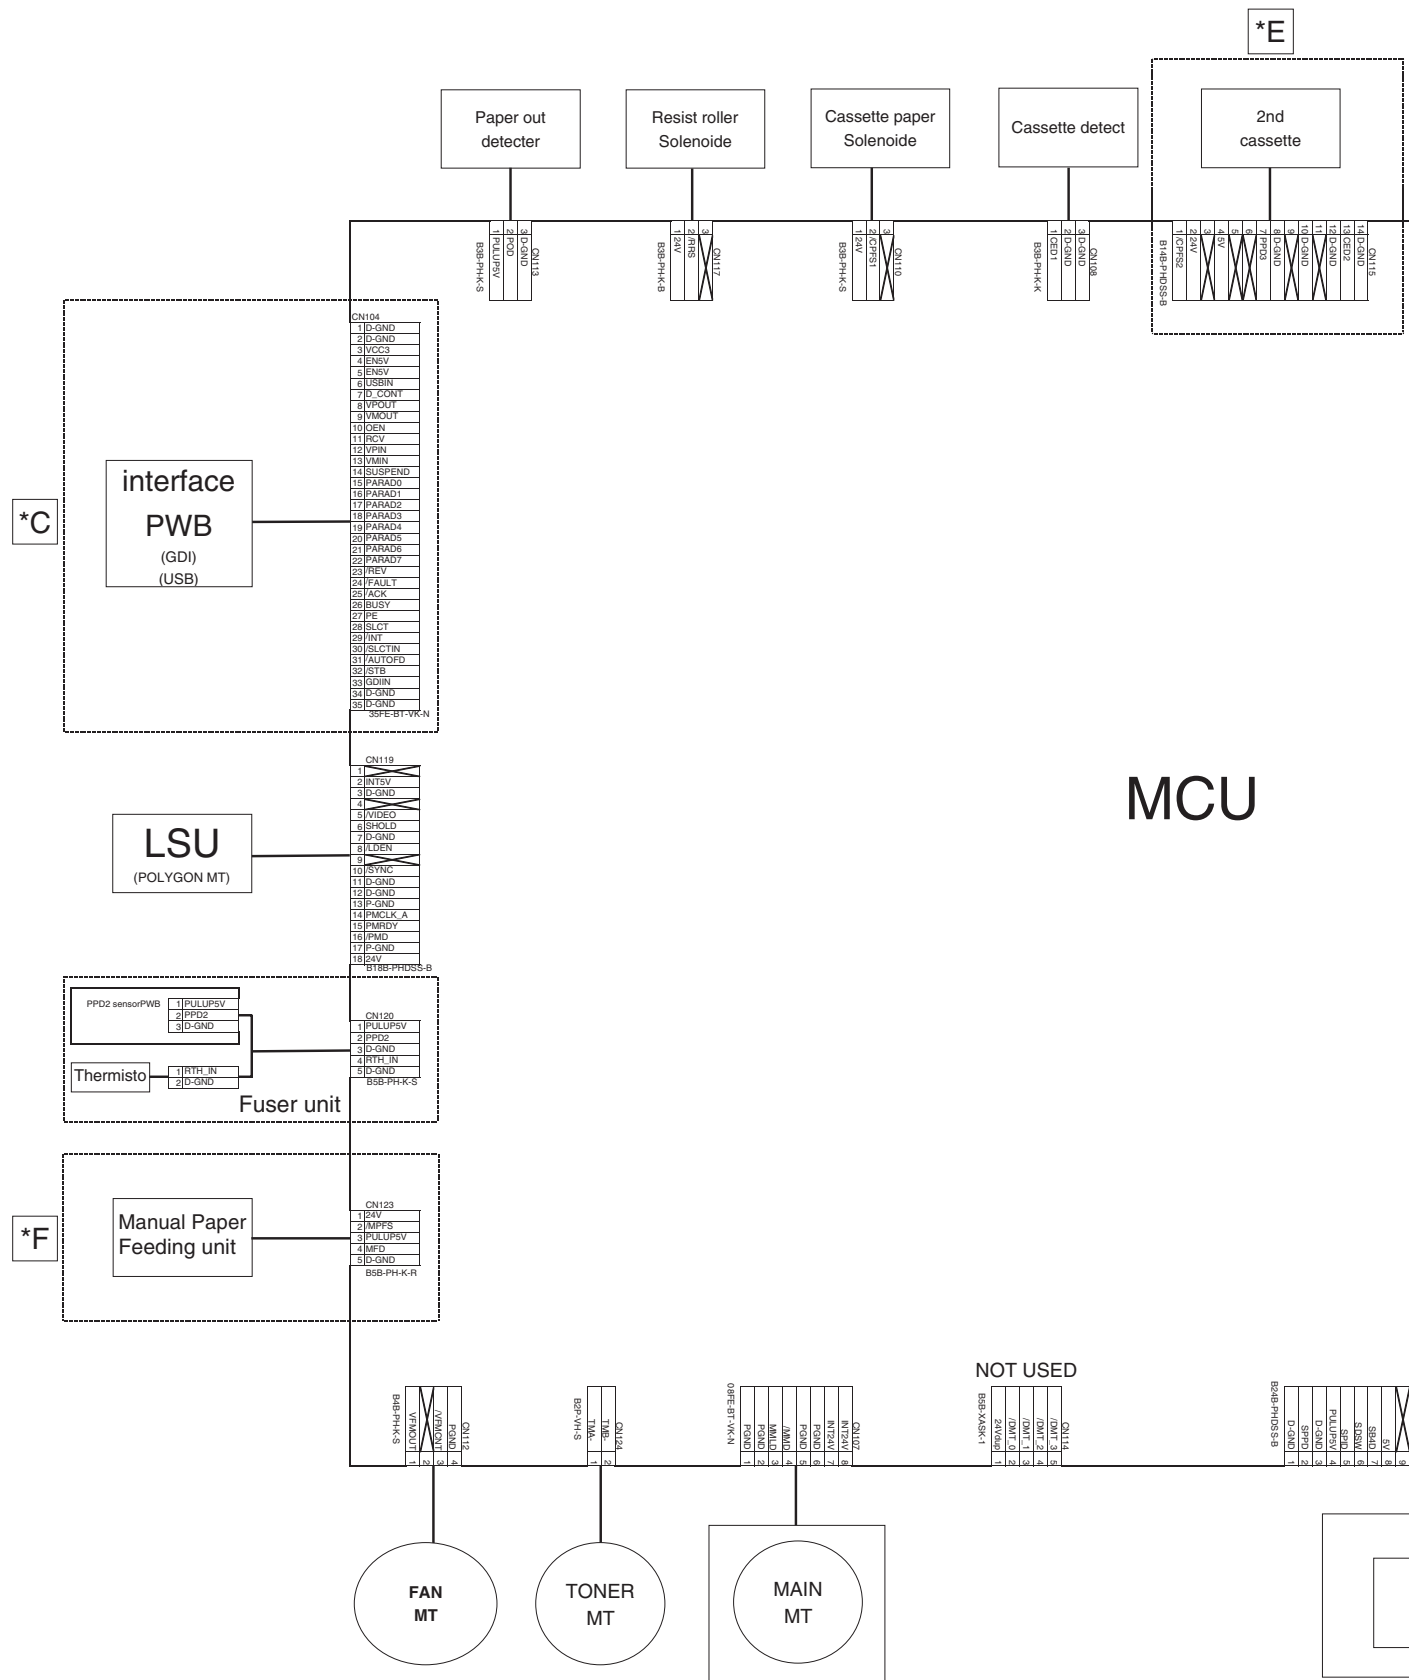 *E
Paper out
detecter
Resist roller
Solenoide
Cassette paper
Solenoide
Cassette detect
2nd
cassette
CN113
1 PULUP5V
2 POD
3 D-GND
B3B-PH-K-S
CN117
1 24V
2 /RRS
3
B3B-PH-K-B
CN110
1 24V
2 /CPFS1
3
B3B-PH-K-S
CN108
1 CED1
2 D-GND
3 D-GND
B3B-PH-K-K
CN115
1 /CPFS2
2 24V
3
4 5V
5
6
7 PPD3
8 D-GND
9
10 D-GND
11
12 D-GND
13 CED2
14 D-GND
B14B-PHDSS-B
*C
interface
PWB
(GDI)
(USB)
CN104
1 D-GND
2 D-GND
3 VCC3
4 EN5V
5 EN5V
6 USBIN
7 D_CONT
8 VPOUT
9 VMOUT
10 OEN
11 RCV
12 VPIN
13 VMIN
14 SUSPEND
15 PARAD0
16 PARAD1
17 PARAD2
18 PARAD3
19 PARAD4
20 PARAD5
21 PARAD6
22 PARAD7
23 /REV
24 /FAULT
25 /ACK
26 BUSY
27 PE
28 SLCT
29 /INT
30 /SLCTIN
31 /AUTOFD
32 /STB
33 GDIIN
34 D-GND
35 D-GND
35FE-BT-VK-N
MCU
LSU
(POLYGON MT)
CN119
1
2 INT5V
3 D-GND
4
5 /VIDEO
6 SHOLD
7 D-GND
8 /LDEN
9
10 /SYNC
11 D-GND
12 D-GND
13 P-GND
14 PMCLK_A
15 PMRDY
16 /PMD
17 P-GND
18 24V
B18B-PHDSS-B
PPD2 sensorPWB
1 PULUP5V
2 PPD2
3 D-GND
Thermisto
1 RTH_IN
2 D-GND
CN120
1 PULUP5V
2 PPD2
3 D-GND
4 RTH_IN
5 D-GND
B5B-PH-K-S
Fuser unit
*F
Manual Paper
Feeding unit
CN123
1 24V
2 /MPFS
3 PULUP5V
4 MFD
5 D-GND
B5B-PH-K-R
B4B-PH-K-S
VFMOUT 1
2
/VFMCNT 3
PGND 4
CN112
B2P-VH-S
TMA- 1
TMB- 2
CN124
08FE-BT-VK-N
PGND 1
PGND 2
MMLD 3
/MMD 4
PGND 5
PGND 6
INT24V 7
INT24V 8
CN107
NOT USED
B5B-XASK-1
24Vdup 1
/DMT_0 2
/DMT_1 3
/DMT_2 4
/DMT_3 5
CN114
B24B-PHDSS-B
D-GND 1
SPPD 2
D-GND 3
PULUP5V 4
SPID 5
SDSW 6
SB4D 7
5V 8
9
FAN
MT
TONER
MT
MAIN
MT